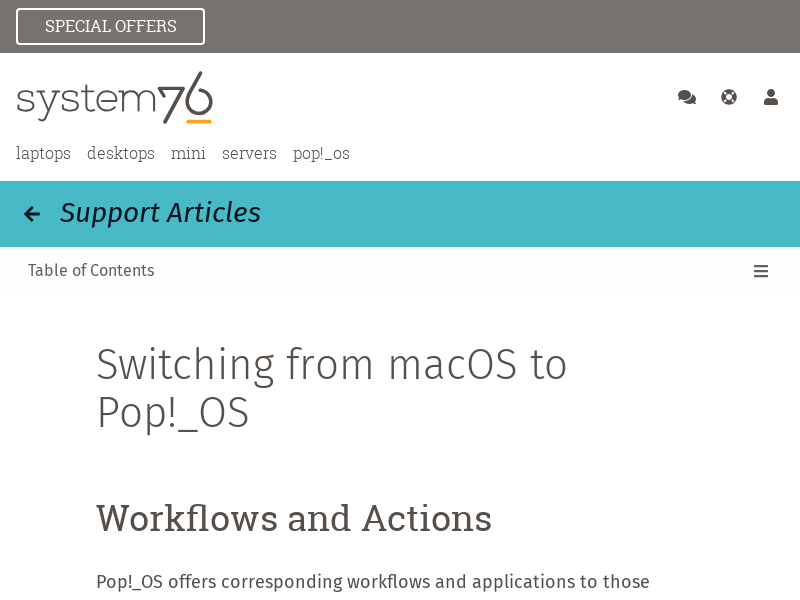 SPECIAL OFFERS
system76
laptops desktops mini servers pop!_os
Support Articles
Table of Contents
Switching from macOS to
Pop!_OS
Workflows and Actions
Pop!_OS offers corresponding workflows and applications to those